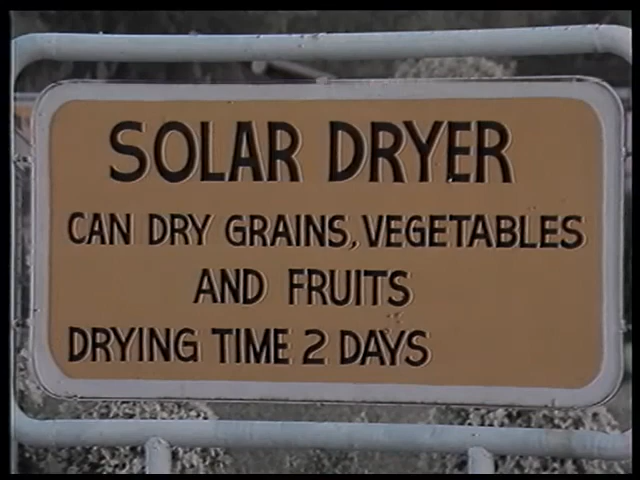 SOLAR DRYER
CAN DRY GRAINS, VEGETABLES
AND FRUITS
DRYING TIME 2 DAYS